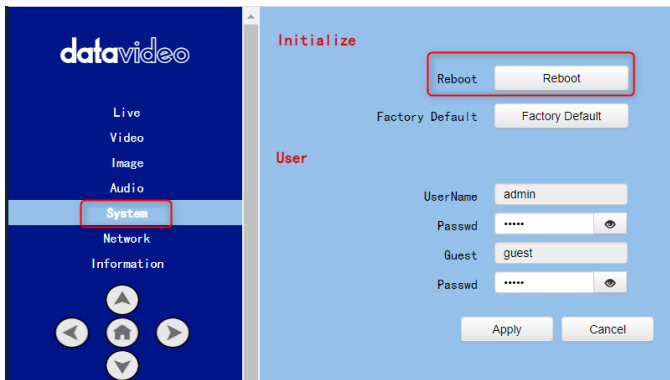 datavideo
Live
Video
Image
Audio
System
Network
Information
Initialize
Reboot Reboot
Factory Default Factory Default
User
UserName admin
Passwd •••••
Guest guest
Passwd •••••
Apply Cancel